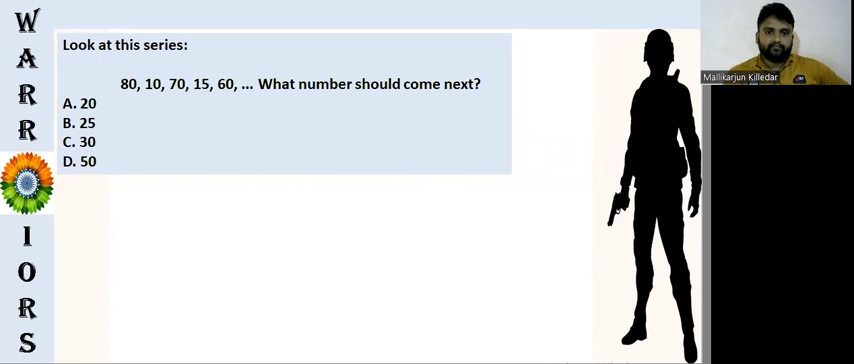 WARRIORS
Look at this series:
80, 10, 70, 15, 60, ... What number should come next?
A. 20
B. 25
C. 30
D. 50
Mallikarjun Killedar